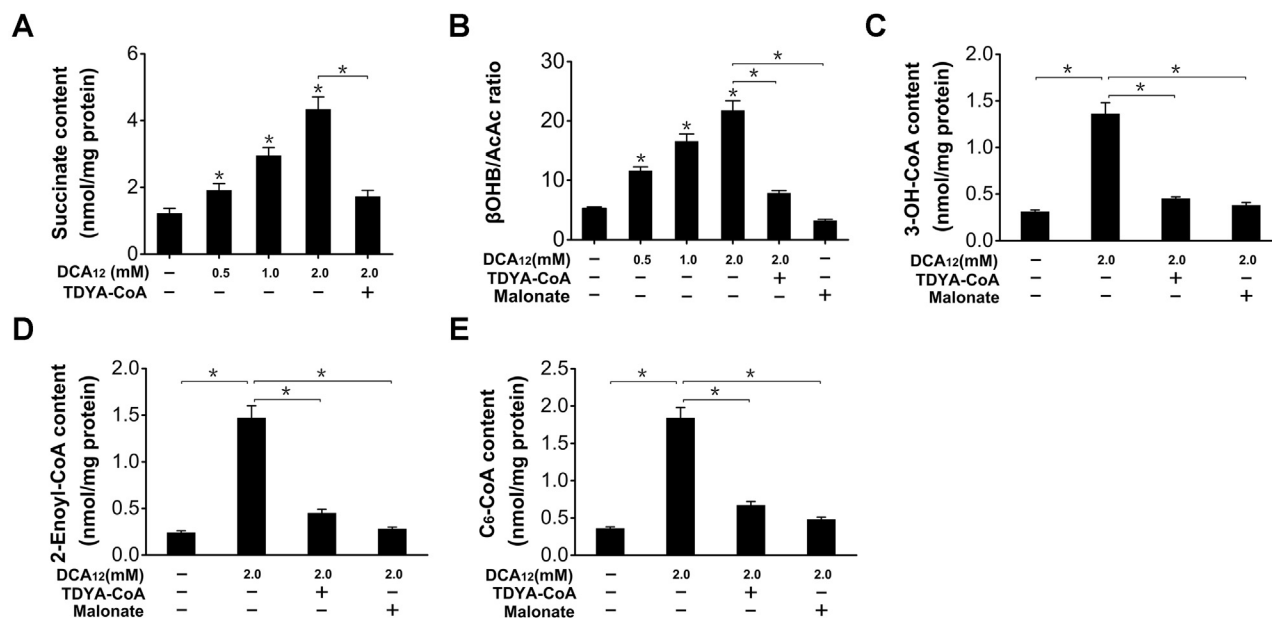 A
Succinate content
(nmol/mg protein)
6
4
2
0
* * * *
DCA₁₂ (mM) – 0.5 1.0 2.0 2.0
TDYA-CoA – – – – +
B
βOHB/AcAc ratio
30
20
10
0
* * * * *
DCA₁₂(mM) – 0.5 1.0 2.0 2.0 –
TDYA-CoA – – – – + –
Malonate – – – – – +
C
3-OH-CoA content
(nmol/mg protein)
2.0
1.5
1.0
0.5
0.0
* * *
DCA₁₂(mM) – 2.0 2.0 2.0
TDYA-CoA – – + –
Malonate – – – +
D
2-Enoyl-CoA content
(nmol/mg protein)
2.0
1.5
1.0
0.5
0.0
* * *
DCA₁₂(mM) – 2.0 2.0 2.0
TDYA-CoA – – + –
Malonate – – – +
E
C₆-CoA content
(nmol/mg protein)
2.5
2.0
1.5
1.0
0.5
0.0
* * *
DCA₁₂(mM) – 2.0 2.0 2.0
TDYA-CoA – – + –
Malonate – – – +